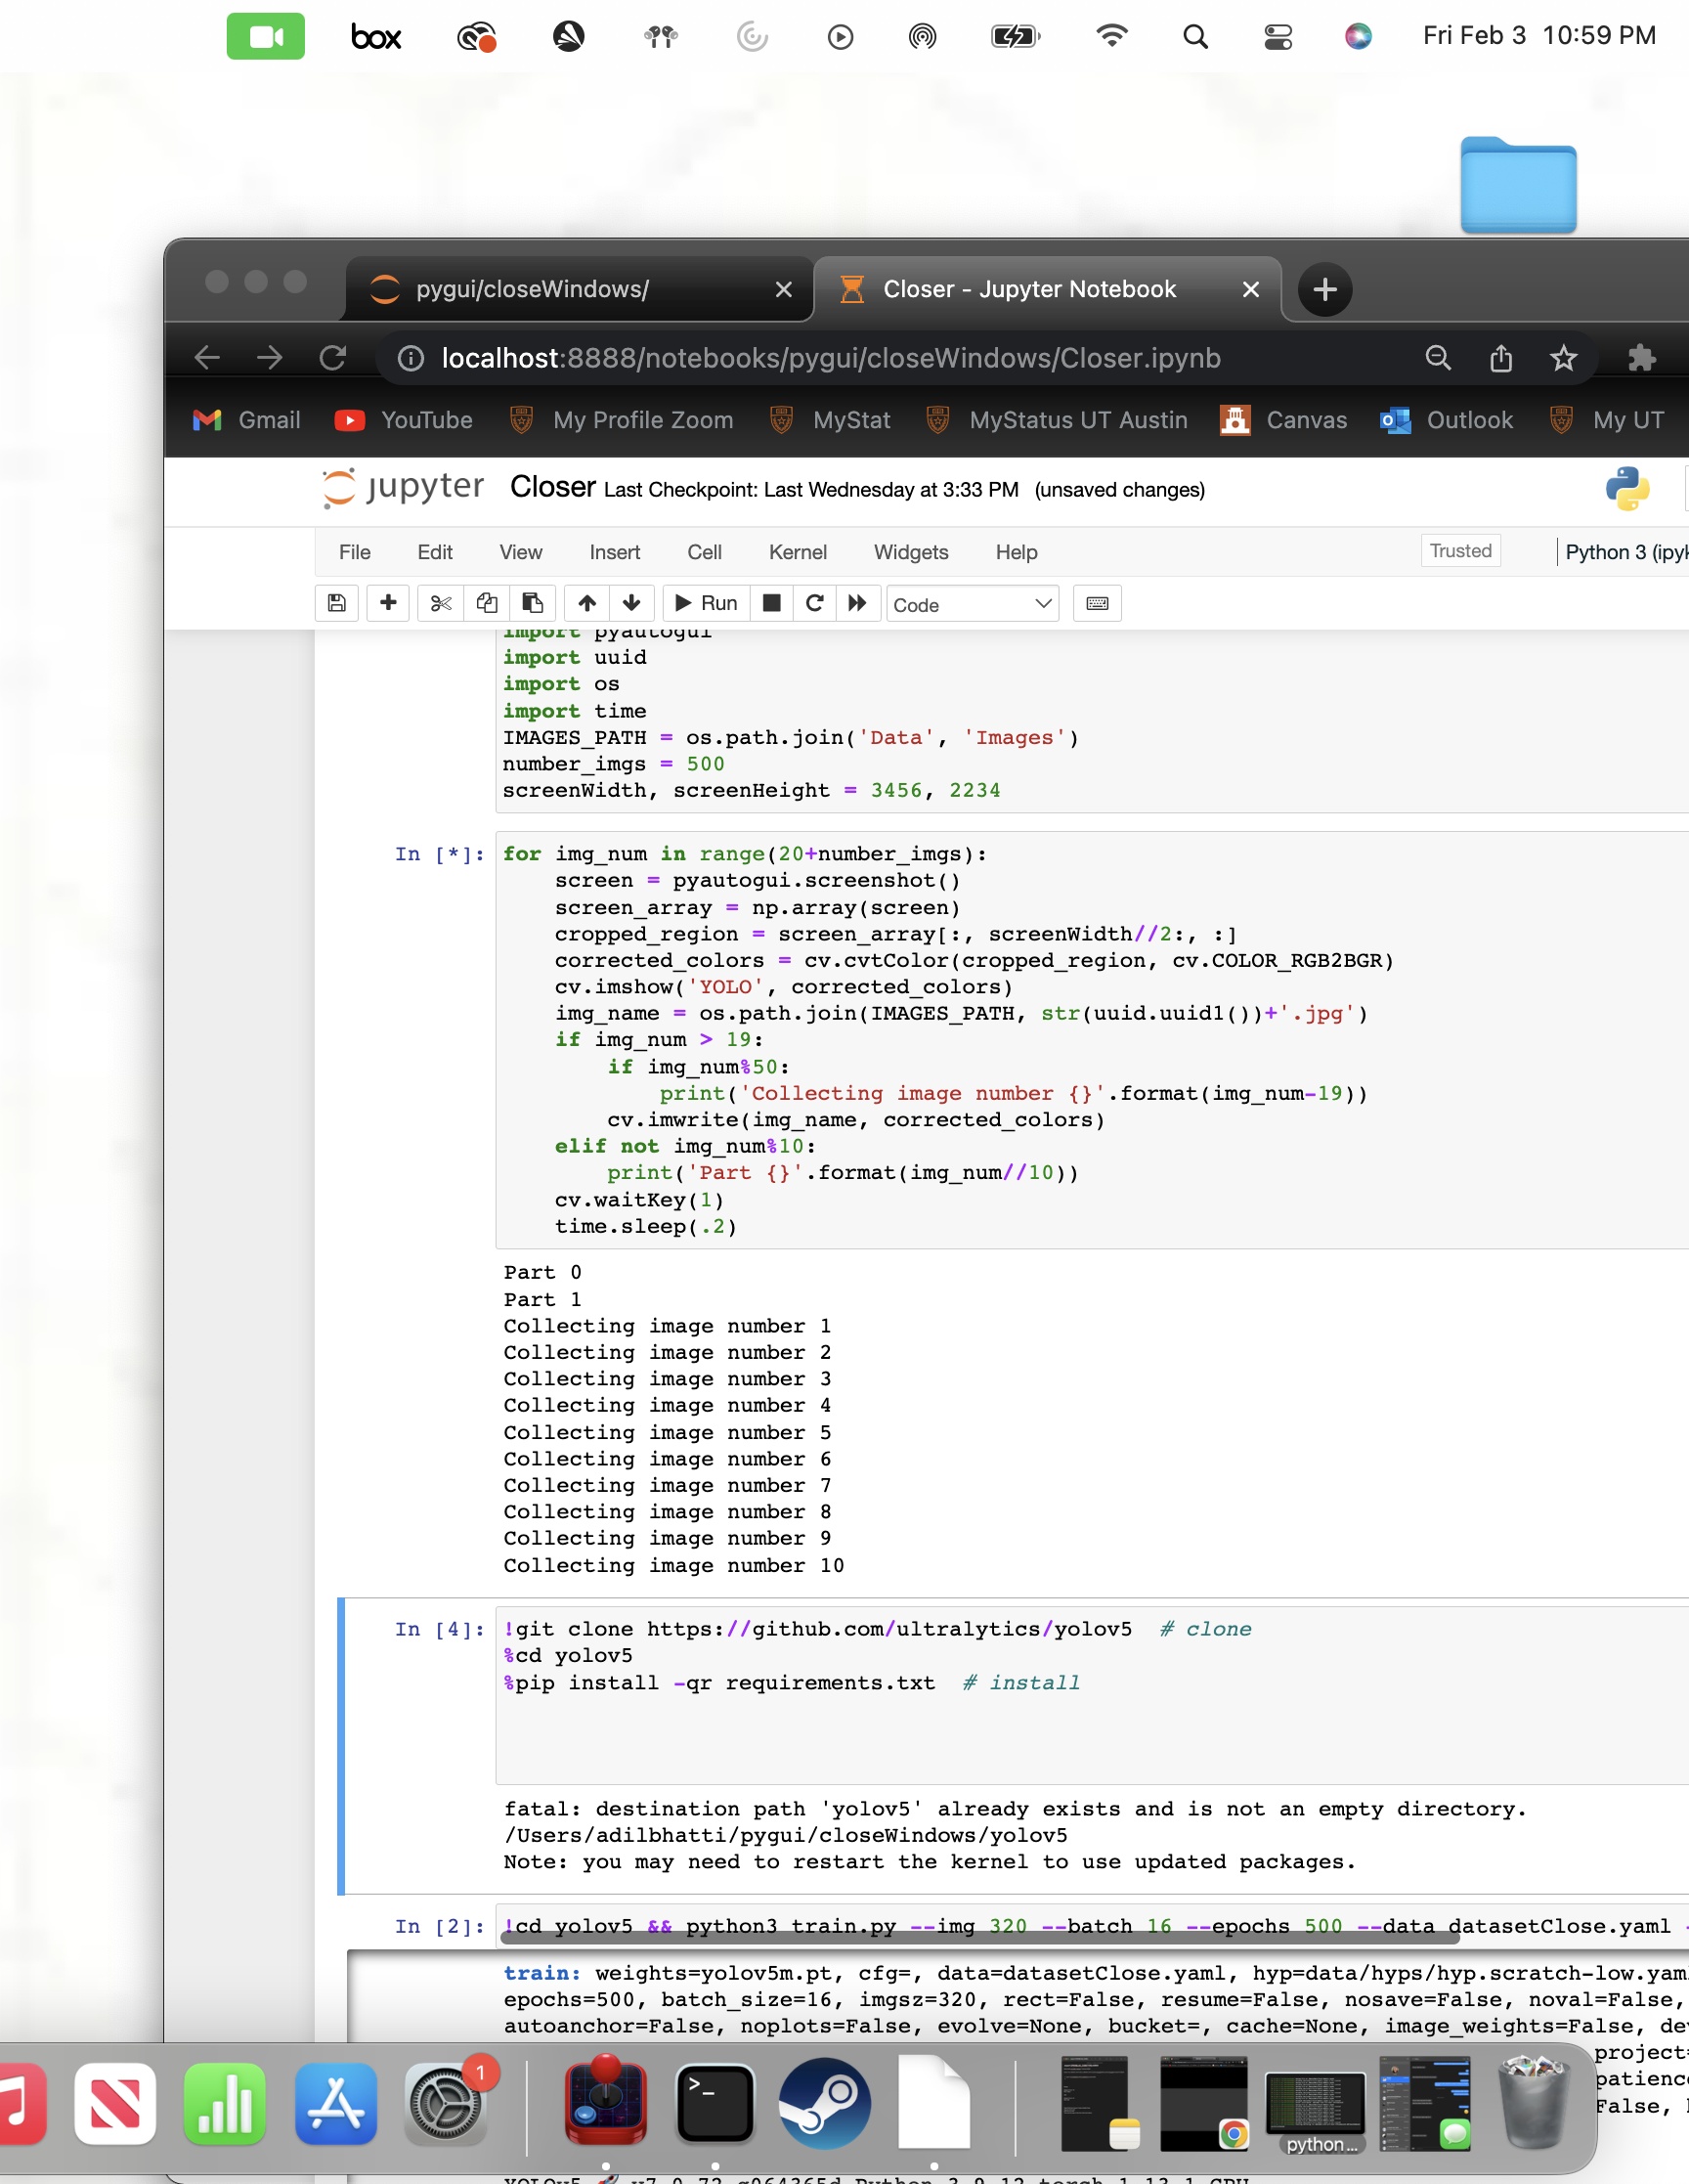 box
Fri Feb 3 10:59 PM
pygui/closeWindows/
Closer - Jupyter Notebook
localhost:8888/notebooks/pygui/closeWindows/Closer.ipynb
Gmail YouTube My Profile Zoom MyStat MyStatus UT Austin Canvas Outlook My UT
jupyter Closer Last Checkpoint: Last Wednesday at 3:33 PM (unsaved changes)
File Edit View Insert Cell Kernel Widgets Help Trusted Python 3 (ipyk
Run Code
import pyautogui
import uuid
import os
import time
IMAGES_PATH = os.path.join('Data', 'Images')
number_imgs = 500
screenWidth, screenHeight = 3456, 2234
In [*]: for img_num in range(20+number_imgs):
screen = pyautogui.screenshot()
screen_array = np.array(screen)
cropped_region = screen_array[:, screenWidth//2:, :]
corrected_colors = cv.cvtColor(cropped_region, cv.COLOR_RGB2BGR)
cv.imshow('YOLO', corrected_colors)
img_name = os.path.join(IMAGES_PATH, str(uuid.uuid1())+'.jpg')
if img_num > 19:
if img_num%50:
print('Collecting image number {}'.format(img_num-19))
cv.imwrite(img_name, corrected_colors)
elif not img_num%10:
print('Part {}'.format(img_num//10))
cv.waitKey(1)
time.sleep(.2)
Part 0
Part 1
Collecting image number 1
Collecting image number 2
Collecting image number 3
Collecting image number 4
Collecting image number 5
Collecting image number 6
Collecting image number 7
Collecting image number 8
Collecting image number 9
Collecting image number 10
In [4]: !git clone https://github.com/ultralytics/yolov5 # clone
%cd yolov5
%pip install -qr requirements.txt # install
fatal: destination path 'yolov5' already exists and is not an empty directory.
/Users/adilbhatti/pygui/closeWindows/yolov5
Note: you may need to restart the kernel to use updated packages.
In [2]: !cd yolov5 && python3 train.py --img 320 --batch 16 --epochs 500 --data datasetClose.yaml -
train: weights=yolov5m.pt, cfg=, data=datasetClose.yaml, hyp=data/hyps/hyp.scratch-low.yaml
epochs=500, batch_size=16, imgsz=320, rect=False, resume=False, nosave=False, noval=False,
autoanchor=False, noplots=False, evolve=None, bucket=, cache=None, image_weights=False, dev
project=
patience
False, 
1
>_
python...
YOLOv5 v7.0-72-g064365d Python-3.9.12 torch-1.13.1 CPU